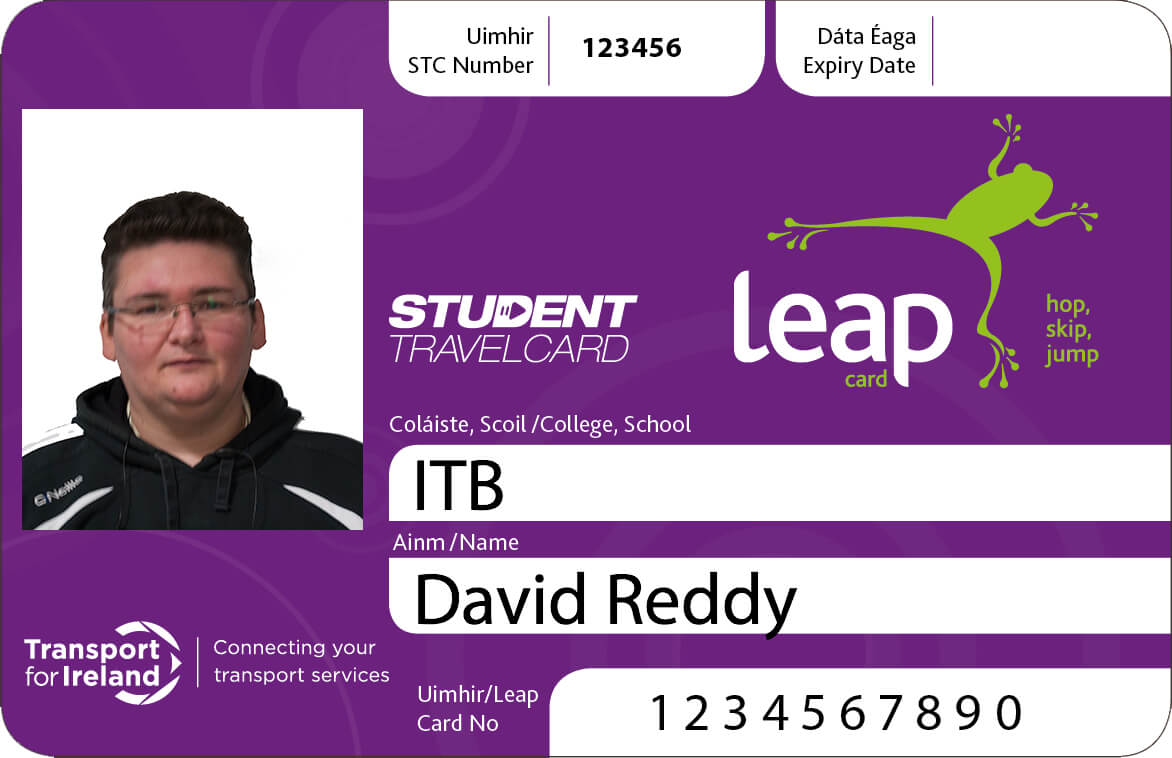 Uimhir
STC Number
123456
Dáta Éaga
Expiry Date
STUDENT
TRAVELCARD
leap
card
hop,
skip,
jump
Coláiste, Scoil /College, School
ITB
O'Neills
Ainm /Name
David Reddy
Transport
for Ireland
Connecting your
transport services
Uimhir/Leap
Card No
1 2 3 4 5 6 7 8 9 0